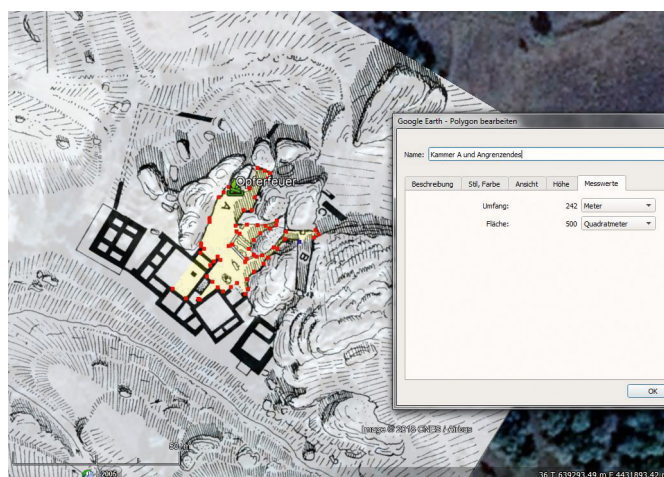 Google Earth - Polygon bearbeiten
Name: Kammer A und Angrenzendes
Beschreibung Stil, Farbe Ansicht Höhe Messwerte
Umfang: 242 Meter
Fläche: 500 Quadratmeter
OK
Opferfeuer
A
C
B
Image © 2019 CNES / Airbus
2005
36 T 639293.49 m E 4431893.42